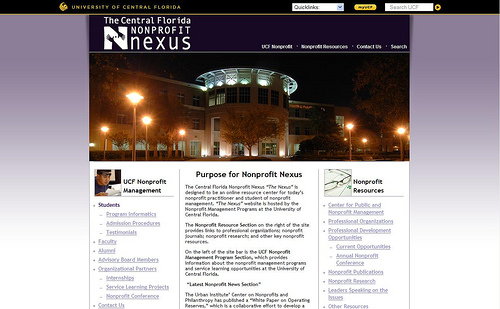 UNIVERSITY OF CENTRAL FLORIDA
Quicklinks:
myUCF
Search UCF
The Central Florida
NONPROFIT
nexus
UCF Nonprofit • Nonprofit Resources • Contact Us • Search
UCF Nonprofit
Management
Students
Program Informatics
Admission Procedures
Testimonials
Faculty
Alumni
Advisory Board Members
Organizational Partners
Internships
Service Learning Projects
Nonprofit Conference
Contact Us
Purpose for Nonprofit Nexus
The Central Florida Nonprofit Nexus "The Nexus" is
designed to be an online resource center for today's
nonprofit practitioner and student of nonprofit
management. "The Nexus" website is hosted by the
Nonprofit Management Programs at the University of
Central Florida.
The Nonprofit Resource Section on the right of the site
provides links to professional organizations; nonprofit
journals; nonprofit research; and other key nonprofit
resources.
On the left of the site bar is the UCF Nonprofit
Management Program Section, which provides
information about the nonprofit management programs
and service learning opportunities at the University of
Central Florida.
"Latest Nonprofit News Section"
The Urban Institute' Center on Nonprofits and
Philanthropy has published a "White Paper on Operating
Reserves," which is a collaborative effort to develop a
Nonprofit
Resources
Center for Public and
Nonprofit Management
Professional Organizations
Professional Development
Opportunities
Current Opportunities
Annual Nonprofit
Conference
Nonprofit Publications
Nonprofit Research
Leaders Speaking on the
Issues
Other Resources